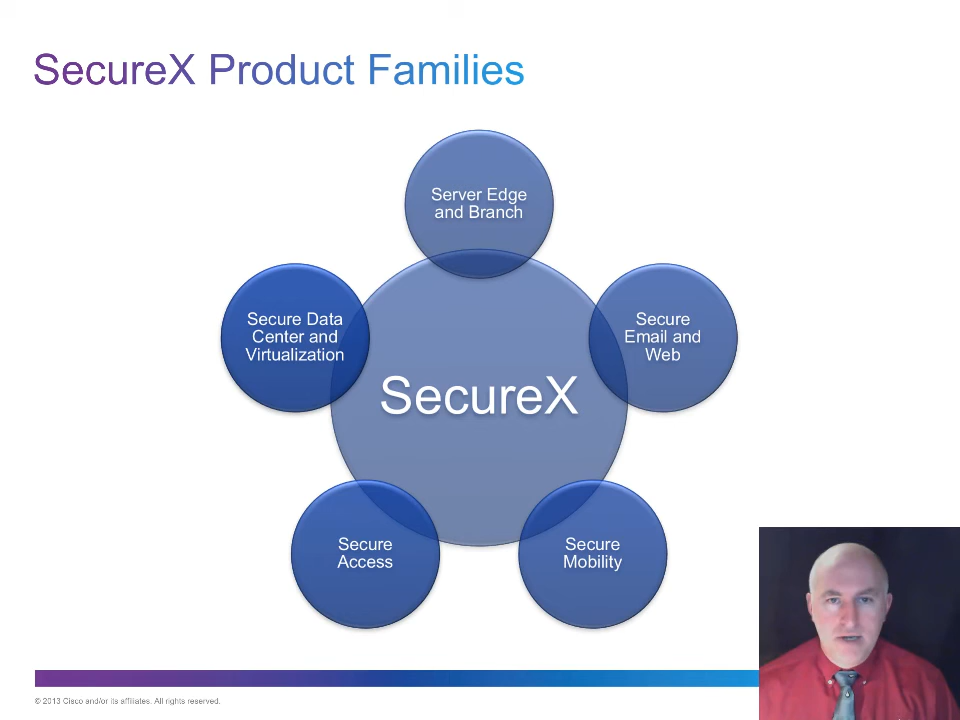 SecureX Product Families
Server Edge
and Branch
Secure Data
Center and
Virtualization
Secure
Email and
Web
SecureX
Secure
Access
Secure
Mobility
© 2013 Cisco and/or its affiliates. All rights reserved.